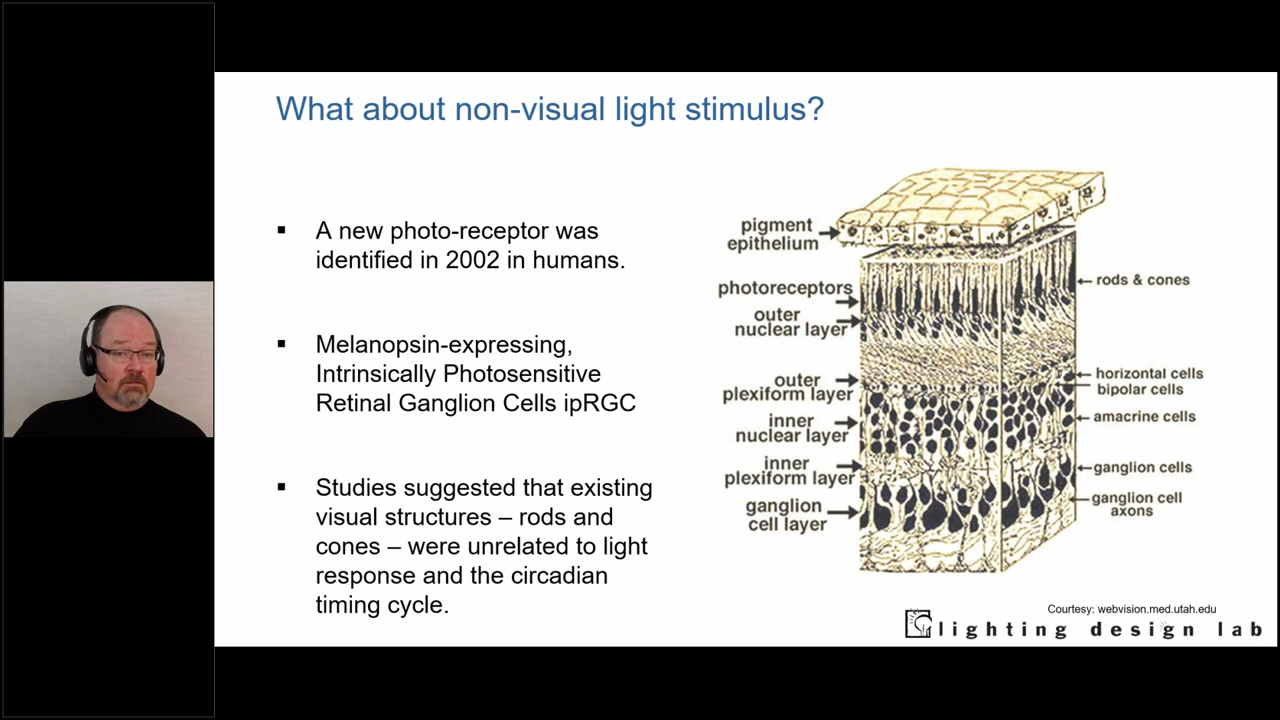 What about non-visual light stimulus?
▪ A new photo-receptor was
identified in 2002 in humans.
▪ Melanopsin-expressing,
Intrinsically Photosensitive
Retinal Ganglion Cells ipRGC
▪ Studies suggested that existing
visual structures – rods and
cones – were unrelated to light
response and the circadian
timing cycle.
pigment
epithelium
photoreceptors
outer
nuclear layer
outer
plexiform layer
inner
nuclear layer
inner
plexiform layer
ganglion
cell layer
rods & cones
horizontal cells
bipolar cells
amacrine cells
ganglion cells
ganglion cell
axons
Courtesy: webvision.med.utah.edu
lighting design lab